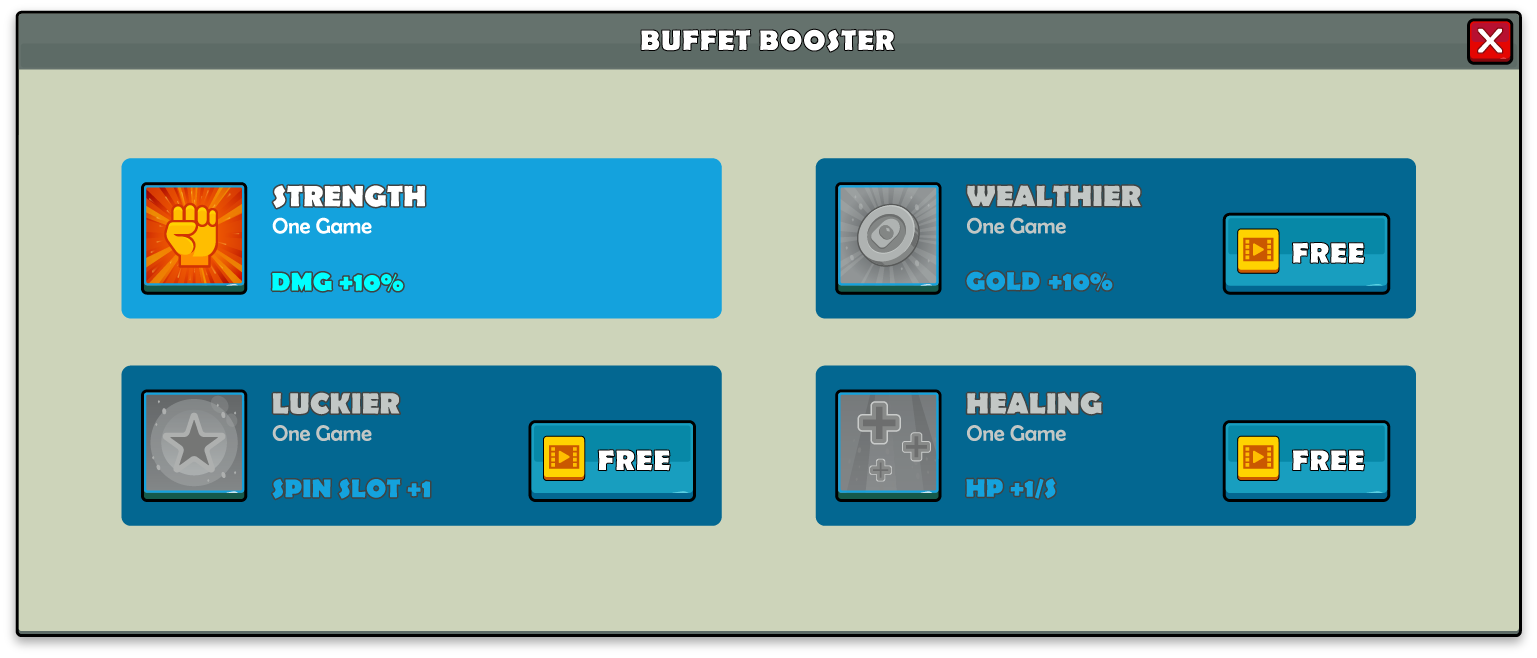 BUFFET BOOSTER
STRENGTH
One Game
DMG +10%
WEALTHIER
One Game
GOLD +10%
FREE
LUCKIER
One Game
SPIN SLOT +1
FREE
HEALING
One Game
HP +1/S
FREE